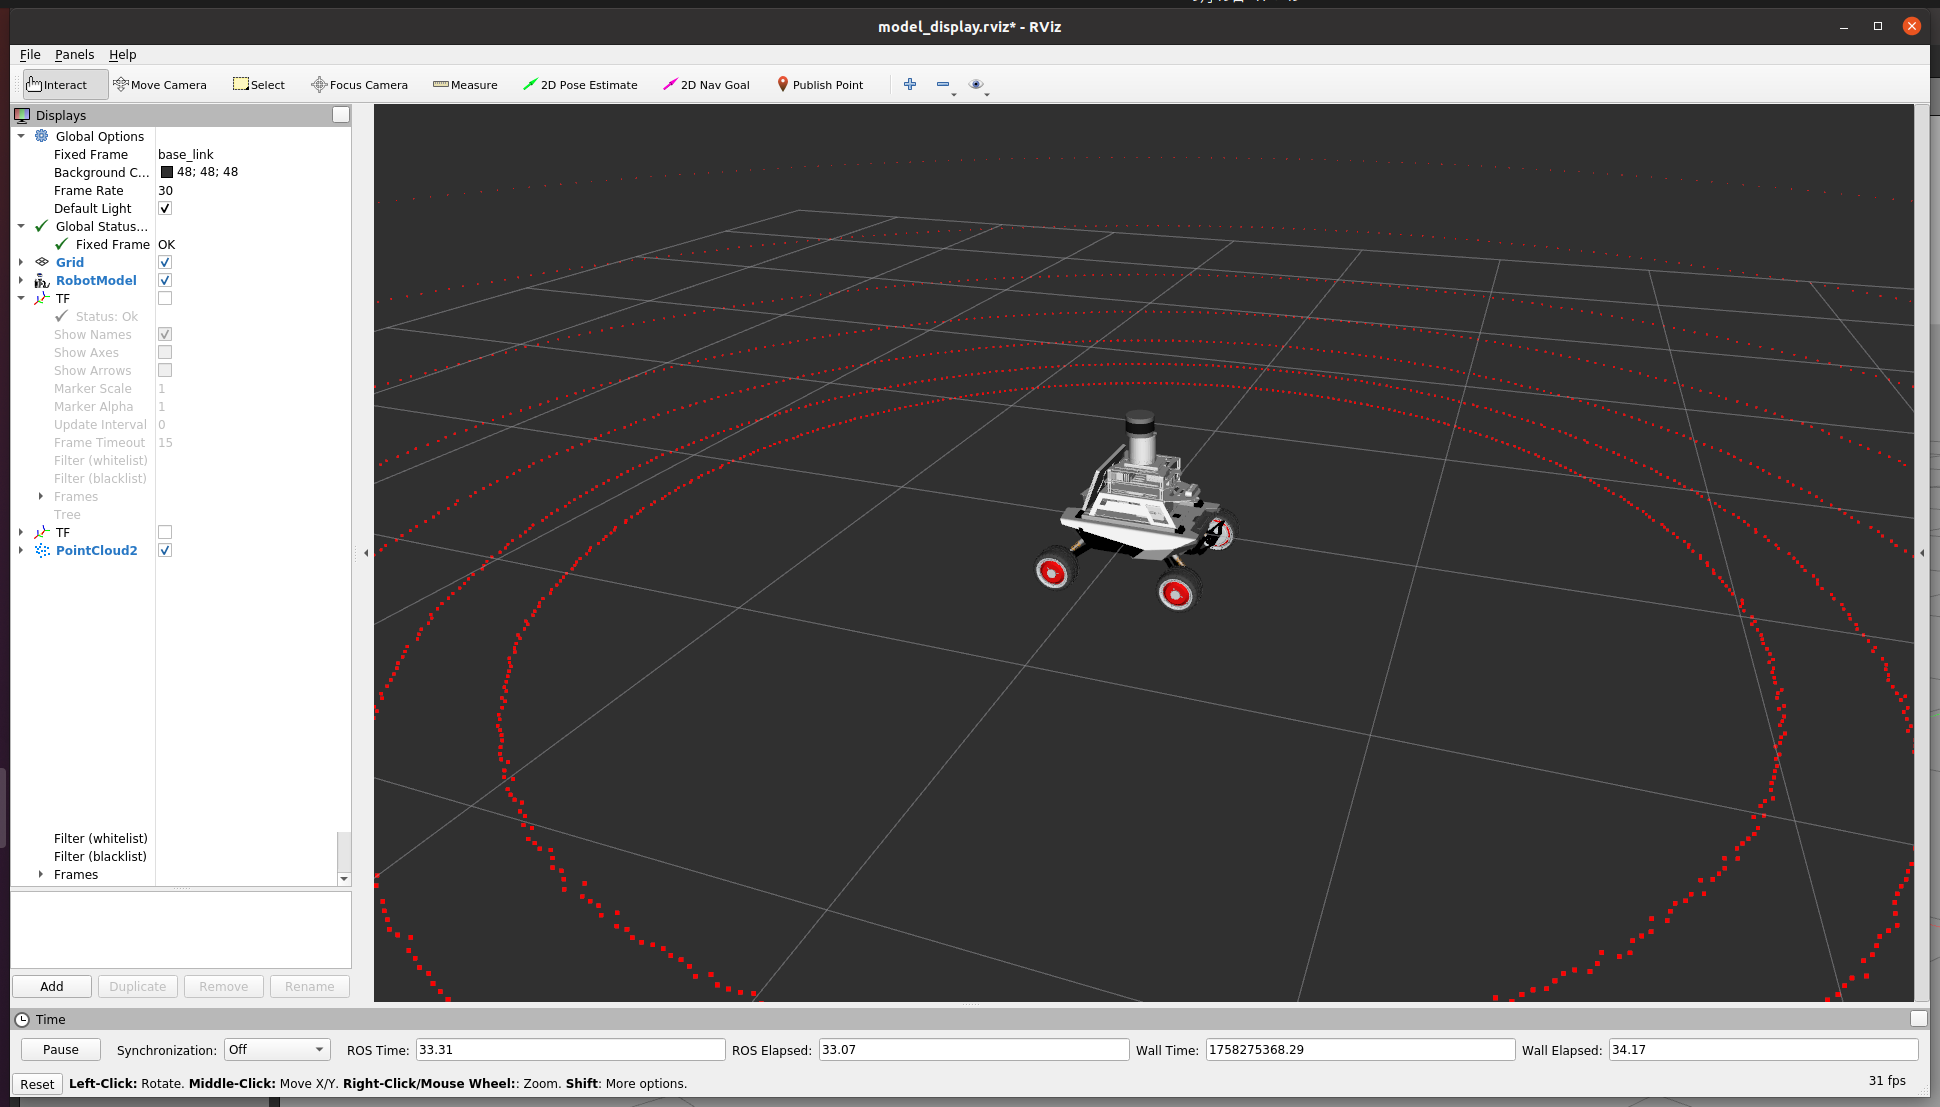 model_display.rviz* - RViz
File Panels Help
Interact Move Camera Select Focus Camera Measure 2D Pose Estimate 2D Nav Goal Publish Point
Displays
Global Options
Fixed Frame base_link
Background C... 48; 48; 48
Frame Rate 30
Default Light
Global Status...
Fixed Frame OK
Grid
RobotModel
TF
Status: Ok
Show Names
Show Axes
Show Arrows
Marker Scale 1
Marker Alpha 1
Update Interval 0
Frame Timeout 15
Filter (whitelist)
Filter (blacklist)
Frames
Tree
TF
PointCloud2
Filter (whitelist)
Filter (blacklist)
Frames
Add Duplicate Remove Rename
Time
Pause Synchronization: Off ROS Time: 33.31 ROS Elapsed: 33.07 Wall Time: 1758275368.29 Wall Elapsed: 34.17
Reset Left-Click: Rotate. Middle-Click: Move X/Y. Right-Click/Mouse Wheel:: Zoom. Shift: More options. 31 fps